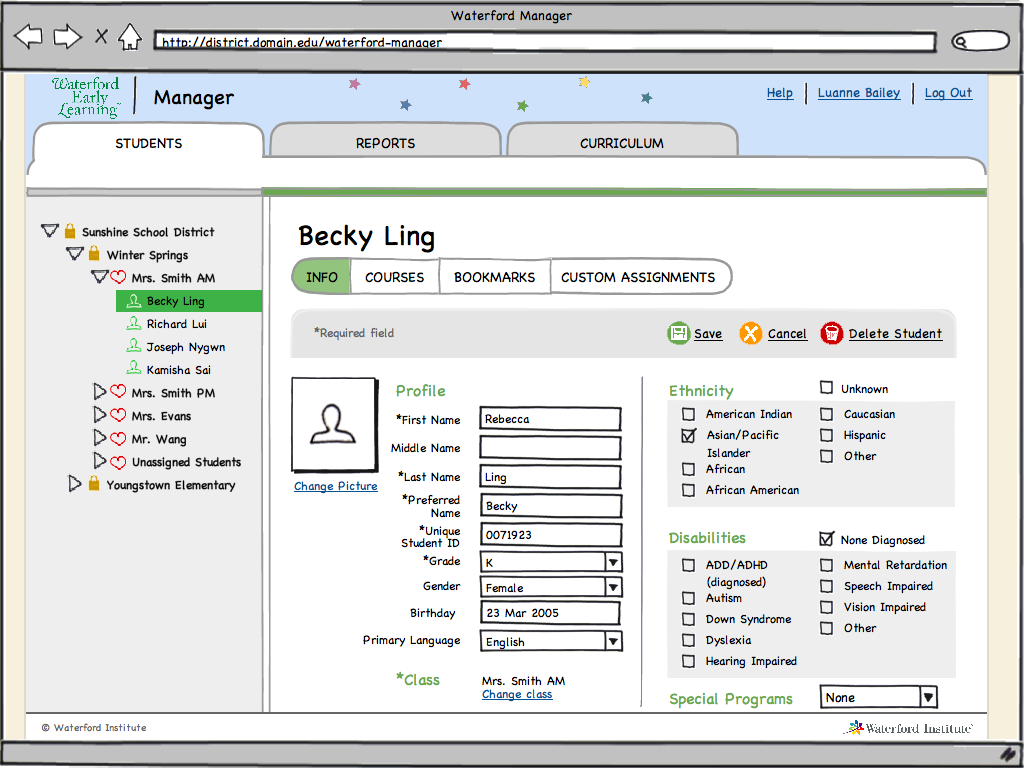 Waterford Manager
http://district.domain.edu/waterford-manager
Waterford
Early
Learning™
Manager
Help
Luanne Bailey
Log Out
STUDENTS
REPORTS
CURRICULUM
Sunshine School District
Winter Springs
Mrs. Smith AM
Becky Ling
Richard Lui
Joseph Nygwn
Kamisha Sai
Mrs. Smith PM
Mrs. Evans
Mr. Wang
Unassigned Students
Youngstown Elementary
Becky Ling
INFO
COURSES
BOOKMARKS
CUSTOM ASSIGNMENTS
*Required field
Save
Cancel
Delete Student
Change Picture
Profile
*First Name Rebecca
Middle Name
*Last Name Ling
*Preferred
Name Becky
*Unique
Student ID 0071923
*Grade K
Gender Female
Birthday 23 Mar 2005
Primary Language English
*Class Mrs. Smith AM
Change class
Ethnicity
Unknown
American Indian
Caucasian
Asian/Pacific
Islander
Hispanic
African
Other
African American
Disabilities
None Diagnosed
ADD/ADHD
(diagnosed)
Mental Retardation
Autism
Speech Impaired
Down Syndrome
Vision Impaired
Dyslexia
Other
Hearing Impaired
Special Programs None
© Waterford Institute
Waterford Institute™